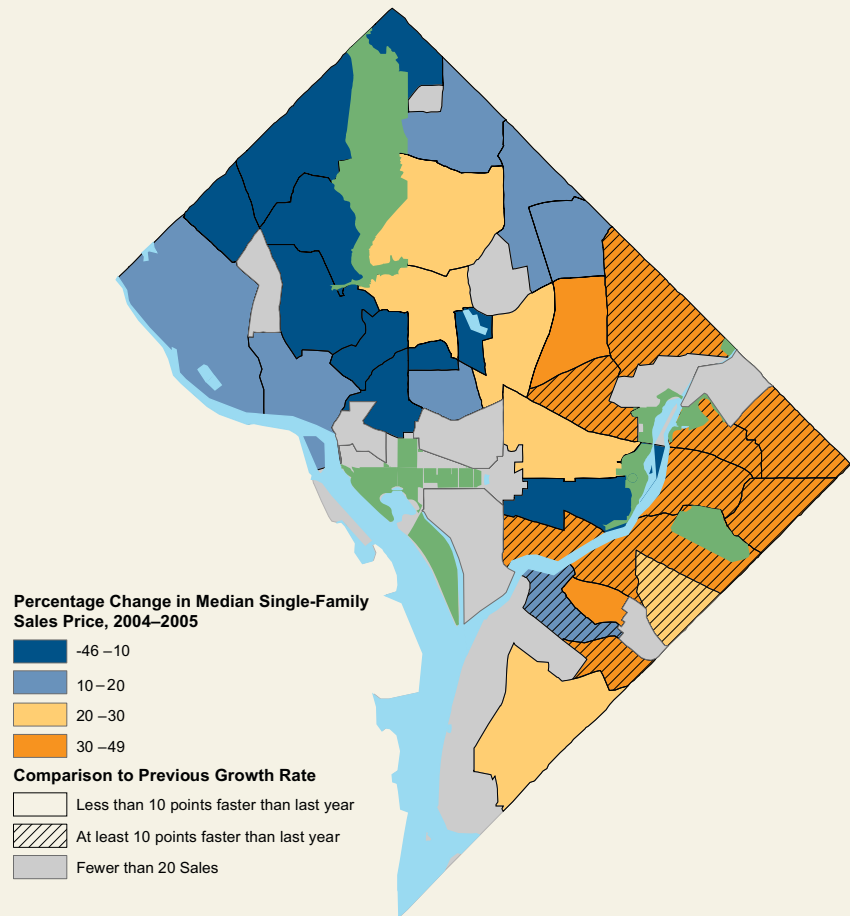 Percentage Change in Median Single-Family
Sales Price, 2004–2005
-46 –10
10 – 20
20 – 30
30 –49
Comparison to Previous Growth Rate
Less than 10 points faster than last year
At least 10 points faster than last year
Fewer than 20 Sales